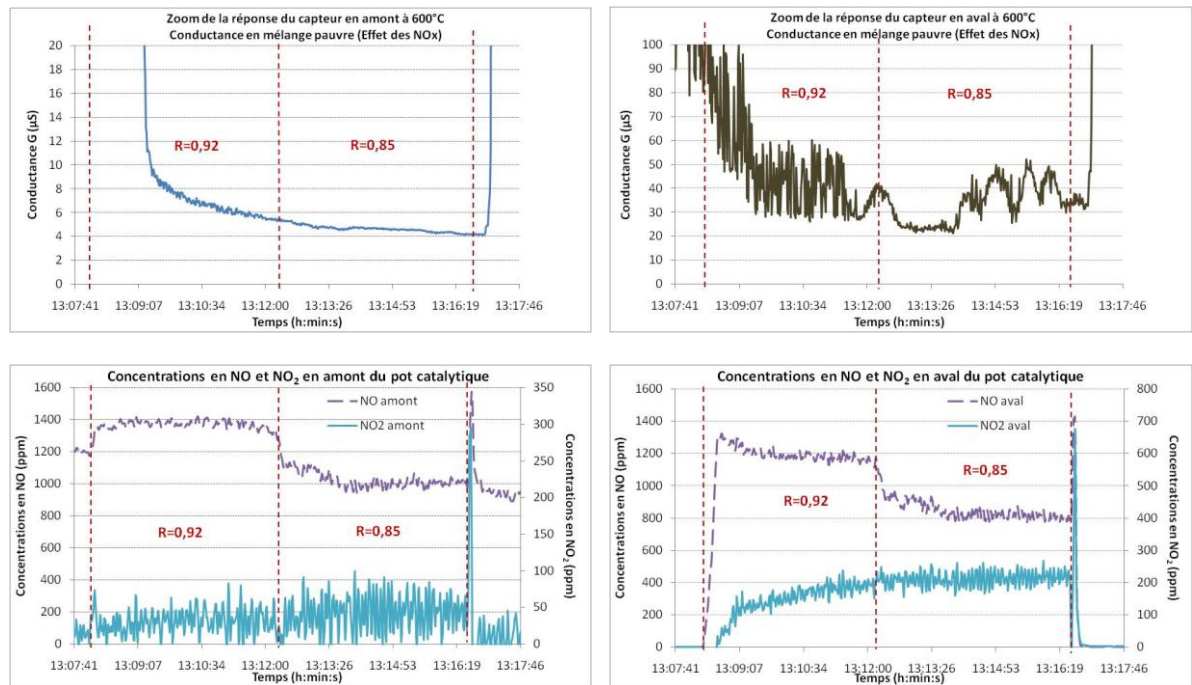 Zoom de la réponse du capteur en amont à 600°C
Conductance en mélange pauvre (Effet des NOx)
Conductance G (µS)
20
18
16
14
12
10
8
6
4
2
0
R=0,92
R=0,85
13:07:41 13:09:07 13:10:34 13:12:00 13:13:26 13:14:53 13:16:19 13:17:46
Temps (h:min:s)
Zoom de la réponse du capteur en aval à 600°C
Conductance en mélange pauvre (Effet des NOx)
Conductance G (µS)
100
90
80
70
60
50
40
30
20
10
0
R=0,92
R=0,85
13:07:41 13:09:07 13:10:34 13:12:00 13:13:26 13:14:53 13:16:19 13:17:46
Temps (h:min:s)
Concentrations en NO et NO₂ en amont du pot catalytique
NO amont
NO2 amont
Concentrations en NO (ppm)
1600
1400
1200
1000
800
600
400
200
0
R=0,92
R=0,85
350
300
250
200
150
100
50
0
Concentrations en NO₂ (ppm)
13:07:41 13:09:07 13:10:34 13:12:00 13:13:26 13:14:53 13:16:19 13:17:46
Temps (h:min:s)
Concentrations en NO et NO₂ en aval du pot catalytique
NO aval
NO2 aval
Concentrations en NO (ppm)
1600
1400
1200
1000
800
600
400
200
0
R=0,92
R=0,85
800
700
600
500
400
300
200
100
0
Concentrations en NO₂ (ppm)
13:07:41 13:09:07 13:10:34 13:12:00 13:13:26 13:14:53 13:16:19 13:17:46
Temps (h:min:s)